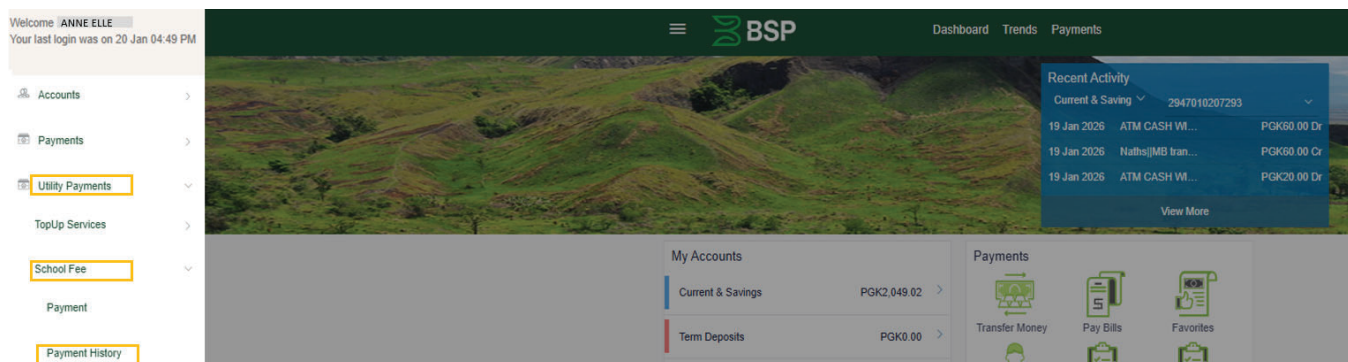 Welcome ANNE ELLE
Your last login was on 20 Jan 04:49 PM
Accounts
Payments
Utility Payments
TopUp Services
School Fee
Payment
Payment History
BSP
Dashboard Trends Payments
Recent Activity
Current & Saving 2947010207293
19 Jan 2026 ATM CASH WI... PGK60.00 Dr
19 Jan 2026 Naths||MB tran... PGK60.00 Cr
19 Jan 2026 ATM CASH WI... PGK20.00 Dr
View More
My Accounts
Current & Savings PGK2,049.02
Term Deposits PGK0.00
Payments
Transfer Money Pay Bills Favorites